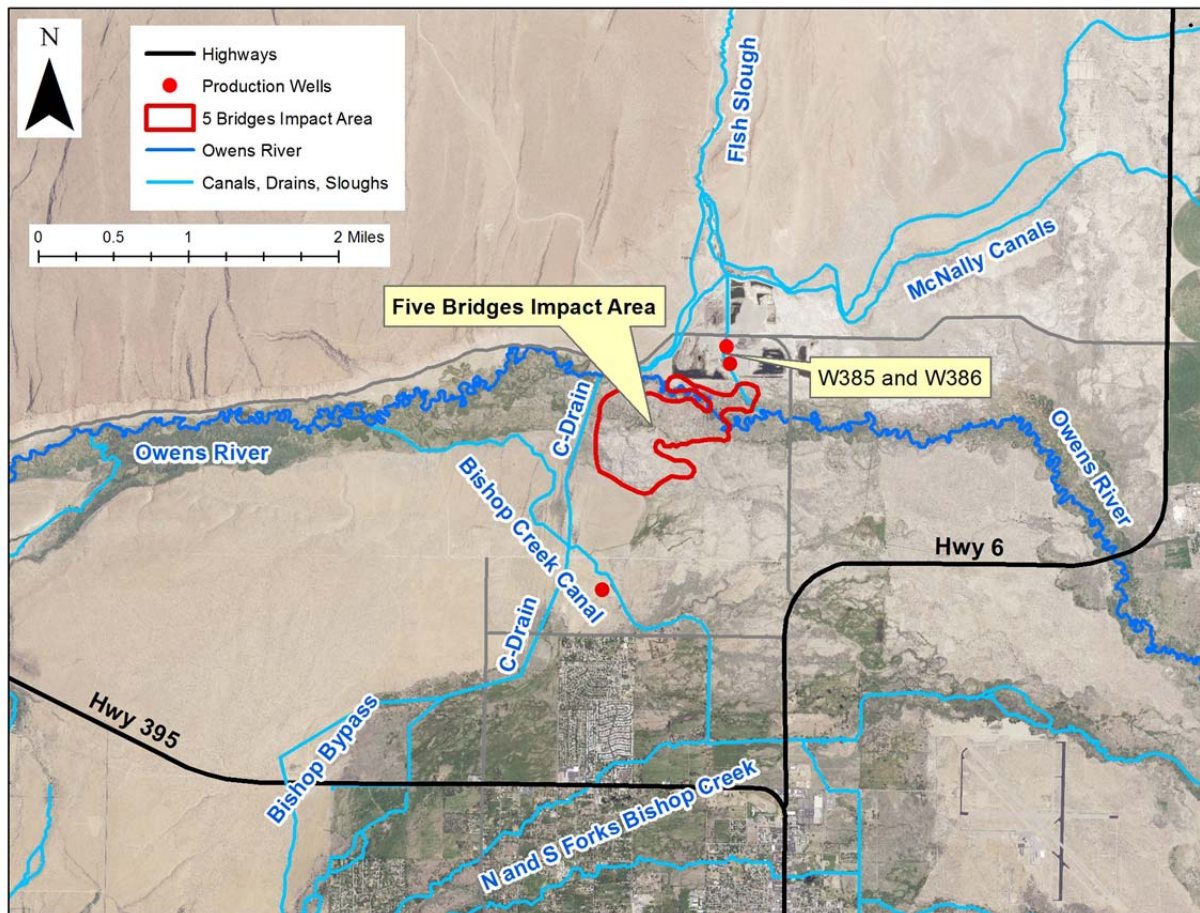 N
Highways
Production Wells
5 Bridges Impact Area
Owens River
Canals, Drains, Sloughs
0 0.5 1 2 Miles
FIsh Slough
McNally Canals
Five Bridges Impact Area
W385 and W386
C-Drain
Owens River
Owens River
Bishop Creek Canal
Hwy 6
C-Drain
Hwy 395
Bishop Bypass
N and S Forks Bishop Creek